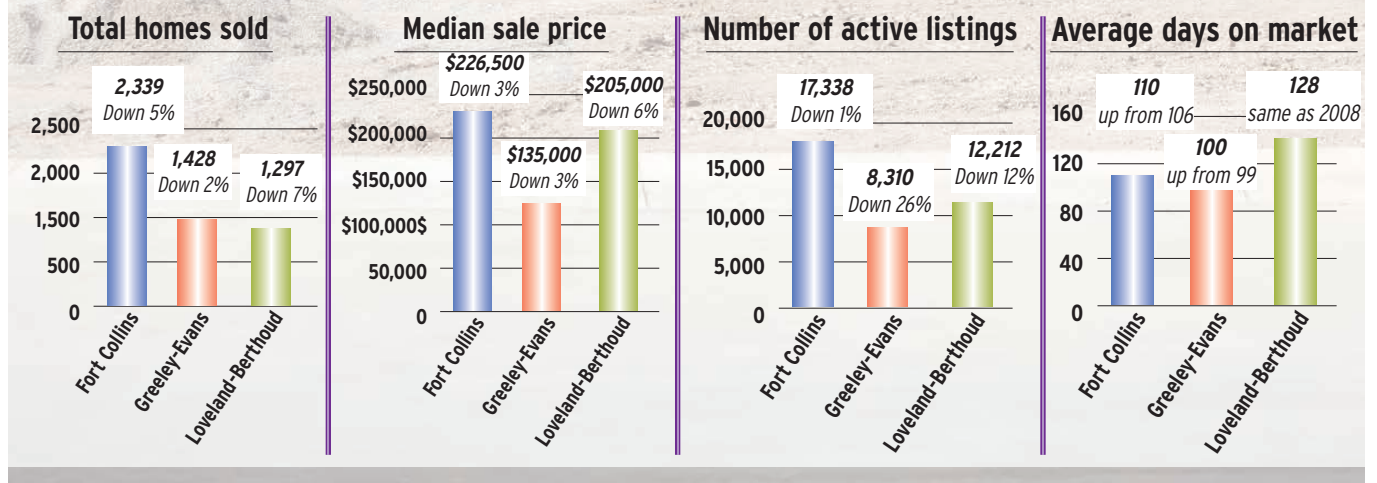 Total homes sold
2,339
Down 5%
1,428
Down 2%
1,297
Down 7%
2,500
2,000
1,500
500
0
Fort Collins
Greeley-Evans
Loveland-Berthoud
Median sale price
$226,500
Down 3%
$135,000
Down 3%
$205,000
Down 6%
$250,000
$200,000
$150,000
$100,000$
50,000
0
Fort Collins
Greeley-Evans
Loveland-Berthoud
Number of active listings
17,338
Down 1%
8,310
Down 26%
12,212
Down 12%
20,000
15,000
10,000
5,000
0
Fort Collins
Greeley-Evans
Loveland-Berthoud
Average days on market
110
up from 106
100
up from 99
128
same as 2008
160
120
80
40
0
Fort Collins
Greeley-Evans
Loveland-Berthoud